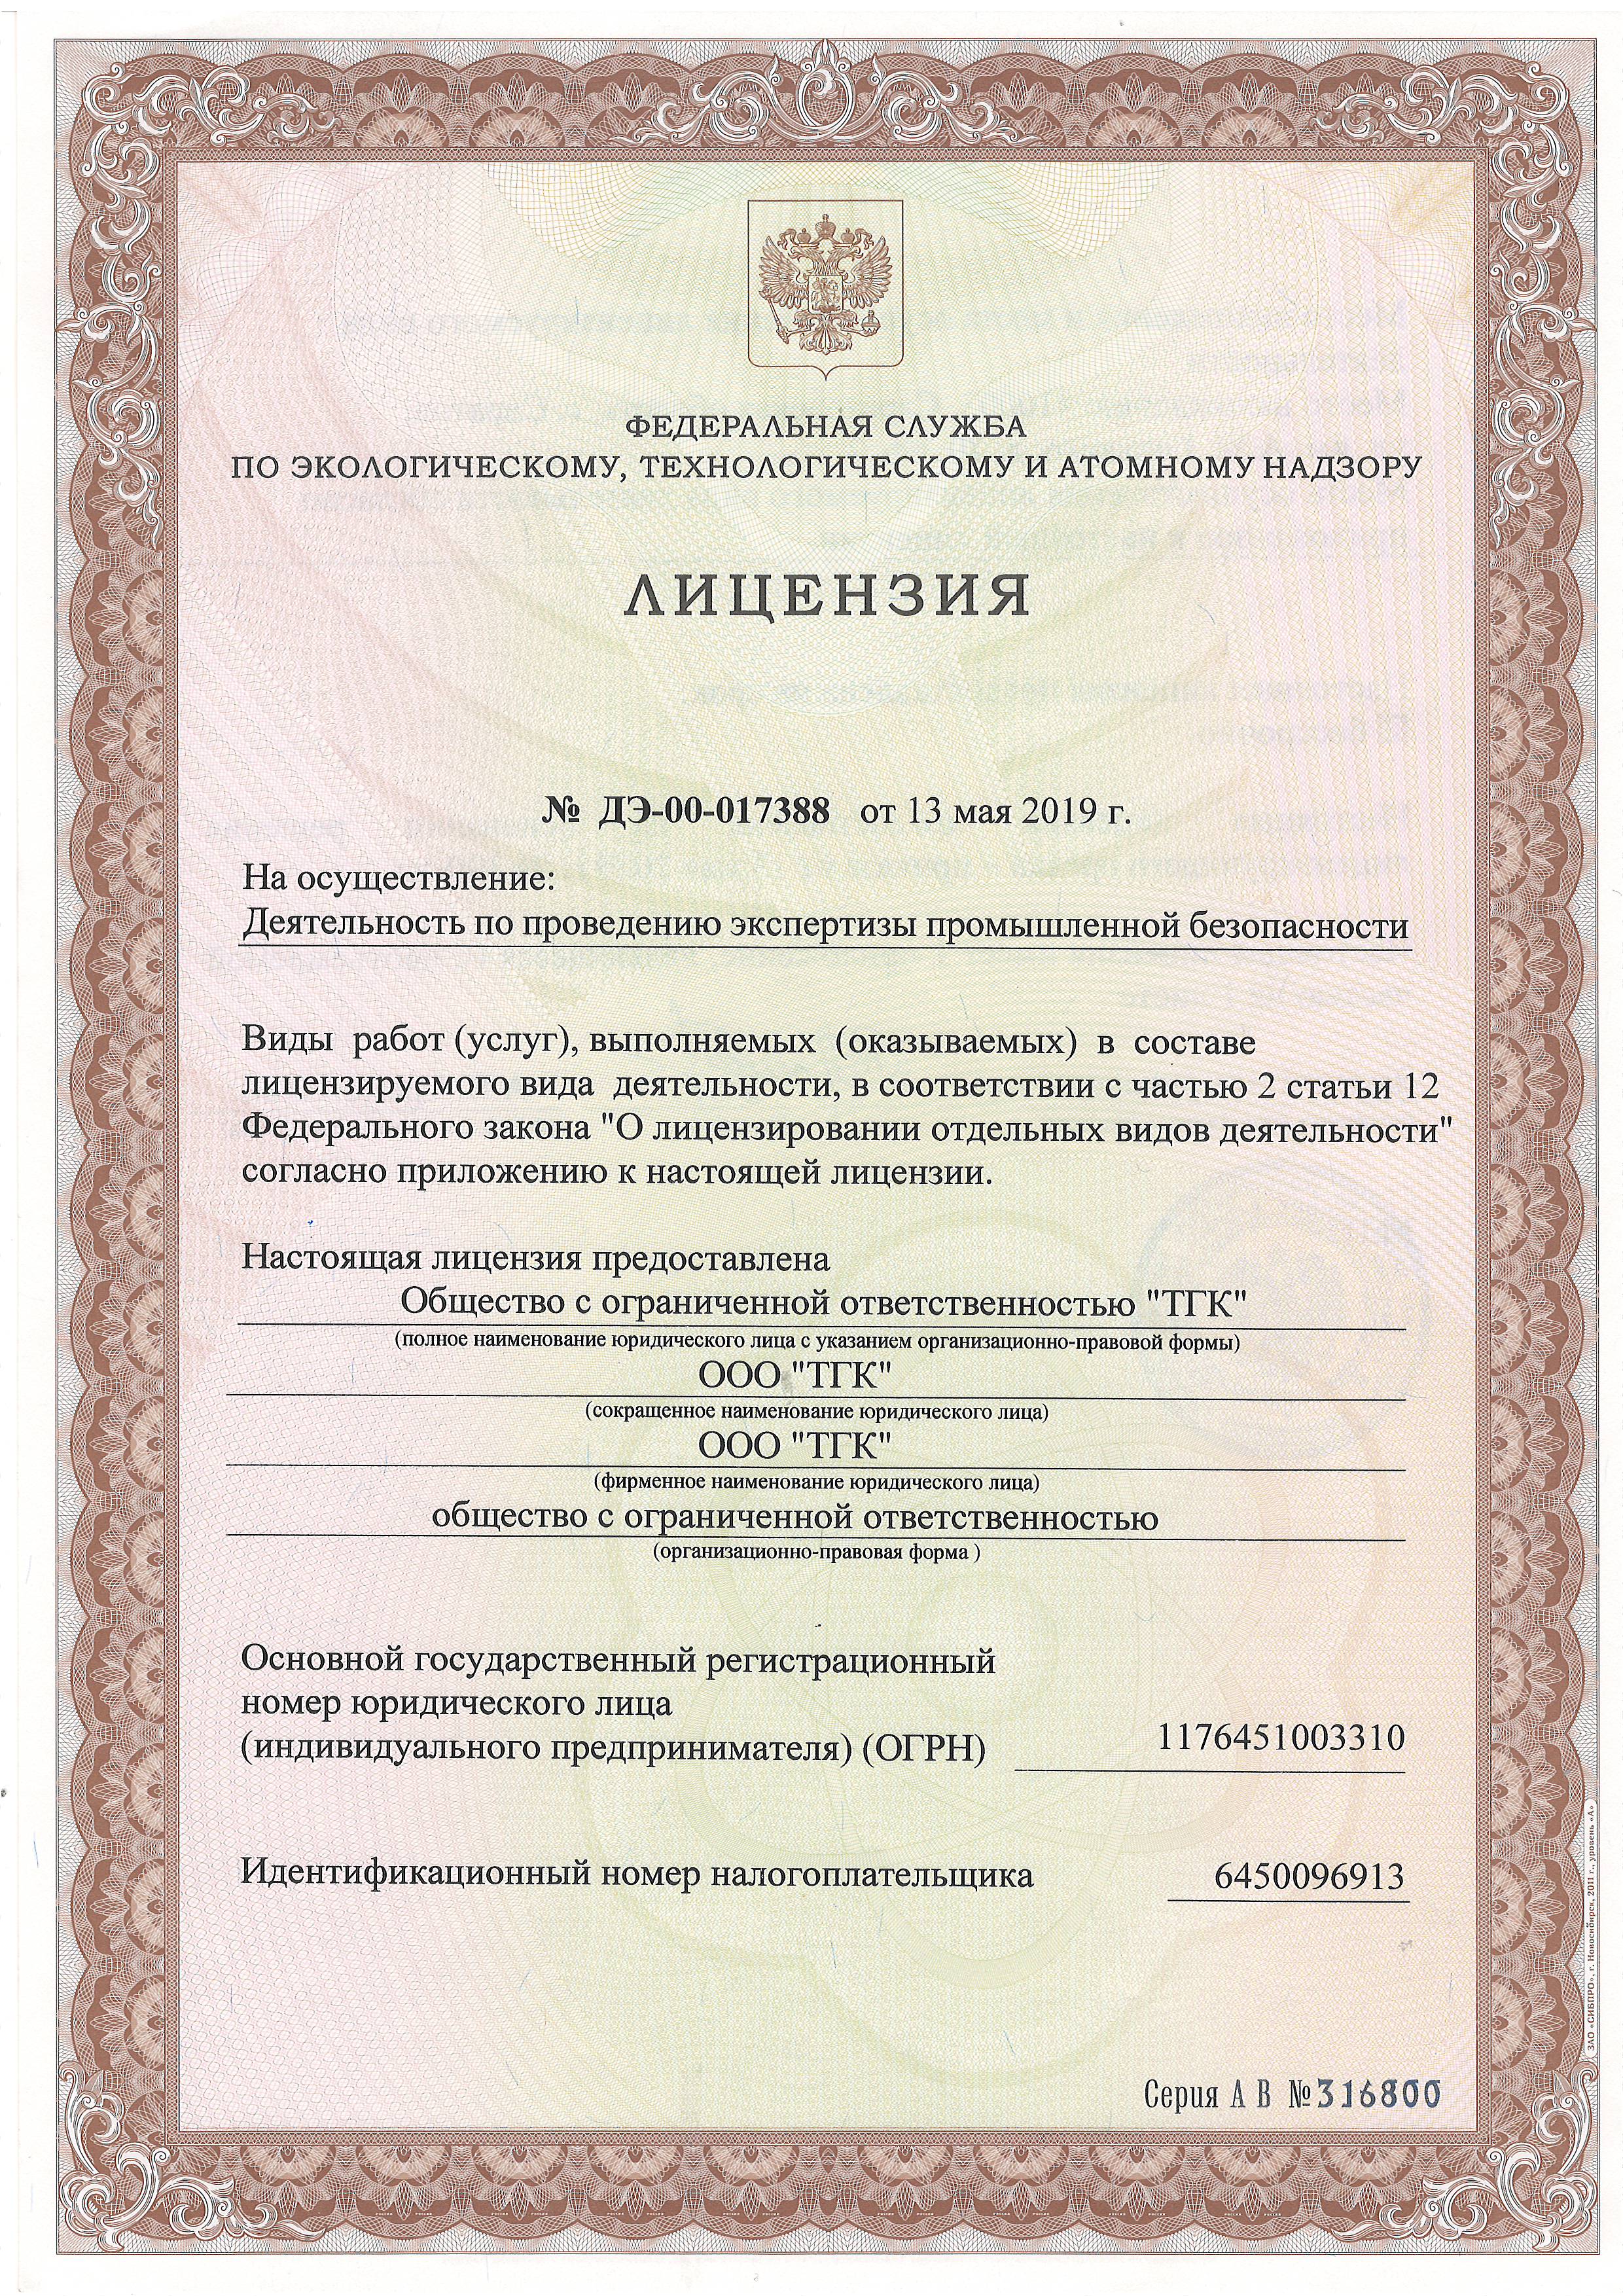 ФЕДЕРАЛЬНАЯ СЛУЖБА
ПО ЭКОЛОГИЧЕСКОМУ, ТЕХНОЛОГИЧЕСКОМУ И АТОМНОМУ НАДЗОРУ
ЛИЦЕНЗИЯ
№ ДЭ-00-017388 от 13 мая 2019 г.
На осуществление:
Деятельность по проведению экспертизы промышленной безопасности
Виды работ (услуг), выполняемых (оказываемых) в составе
лицензируемого вида деятельности, в соответствии с частью 2 статьи 12
Федерального закона "О лицензировании отдельных видов деятельности"
согласно приложению к настоящей лицензии.
Настоящая лицензия предоставлена
Общество с ограниченной ответственностью "ТГК"
(полное наименование юридического лица с указанием организационно-правовой формы)
ООО "ТГК"
(сокращенное наименование юридического лица)
ООО "ТГК"
(фирменное наименование юридического лица)
общество с ограниченной ответственностью
(организационно-правовая форма )
Основной государственный регистрационный
номер юридического лица
(индивидуального предпринимателя) (ОГРН) 1176451003310
Идентификационный номер налогоплательщика 6450096913
Серия А В №316800
ЗАО «СИБПРО», г. Новосибирск, 2011 г., уровень «А»